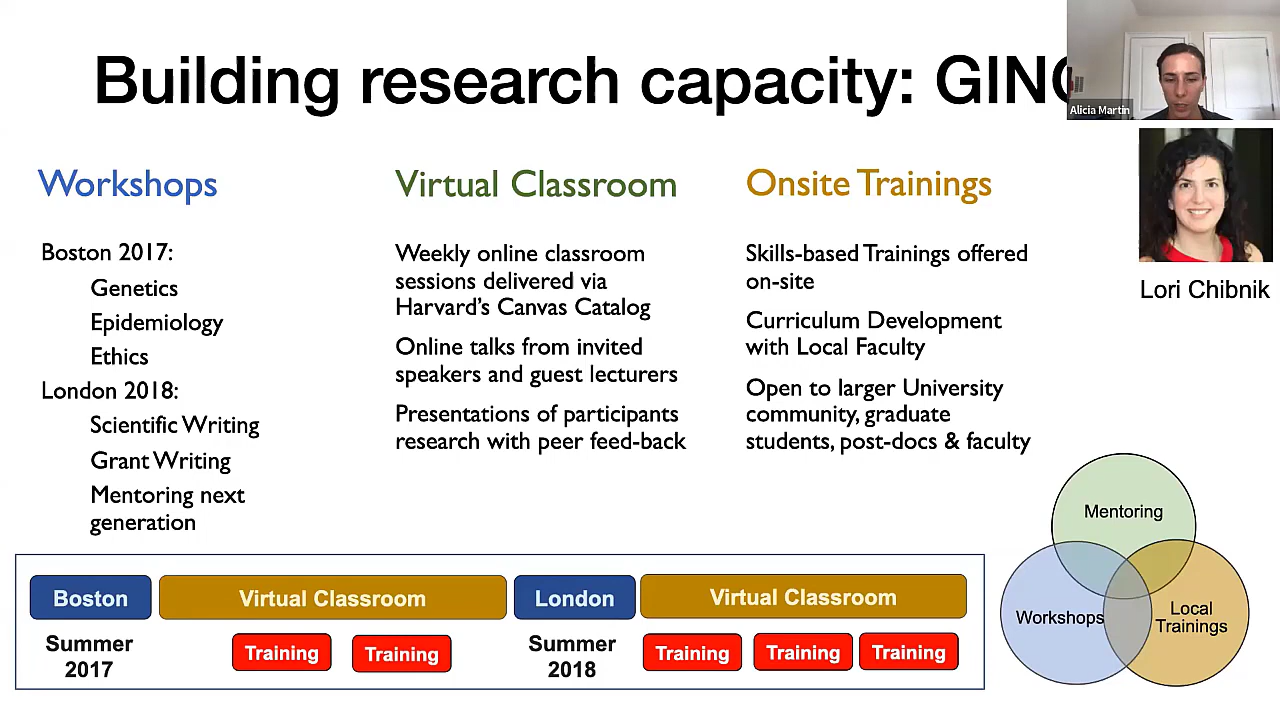 Building research capacity: GING
Alicia Martin
Lori Chibnik
Workshops
Boston 2017:
Genetics
Epidemiology
Ethics
London 2018:
Scientific Writing
Grant Writing
Mentoring next
generation
Virtual Classroom
Weekly online classroom
sessions delivered via
Harvard's Canvas Catalog
Online talks from invited
speakers and guest lecturers
Presentations of participants
research with peer feed-back
Onsite Trainings
Skills-based Trainings offered
on-site
Curriculum Development
with Local Faculty
Open to larger University
community, graduate
students, post-docs & faculty
Mentoring
Workshops
Local
Trainings
Boston
Virtual Classroom
London
Virtual Classroom
Summer
2017
Training
Training
Summer
2018
Training
Training
Training